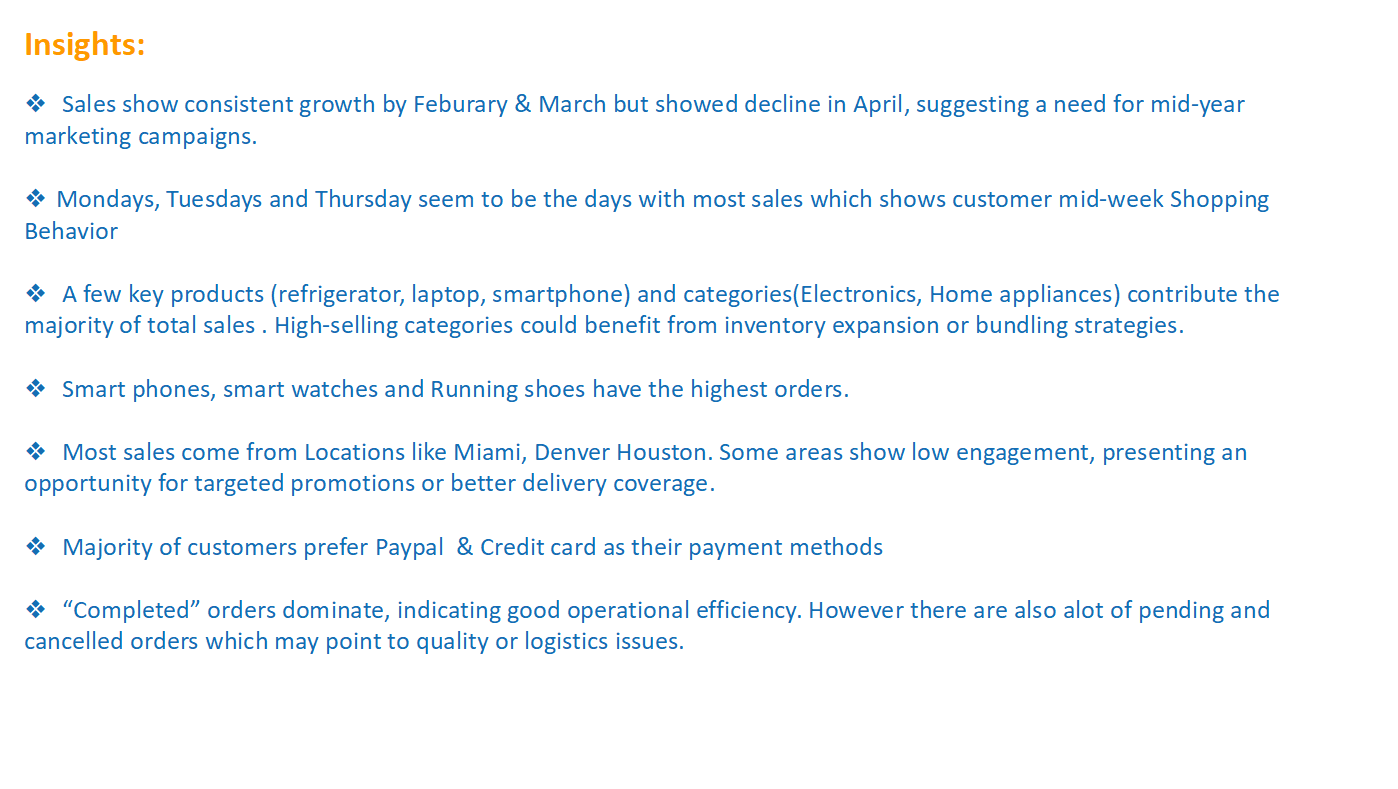 Insights:
❖ Sales show consistent growth by Feburary & March but showed decline in April, suggesting a need for mid-year
marketing campaigns.
❖ Mondays, Tuesdays and Thursday seem to be the days with most sales which shows customer mid-week Shopping
Behavior
❖ A few key products (refrigerator, laptop, smartphone) and categories(Electronics, Home appliances) contribute the
majority of total sales . High-selling categories could benefit from inventory expansion or bundling strategies.
❖ Smart phones, smart watches and Running shoes have the highest orders.
❖ Most sales come from Locations like Miami, Denver Houston. Some areas show low engagement, presenting an
opportunity for targeted promotions or better delivery coverage.
❖ Majority of customers prefer Paypal & Credit card as their payment methods
❖ “Completed” orders dominate, indicating good operational efficiency. However there are also alot of pending and
cancelled orders which may point to quality or logistics issues.